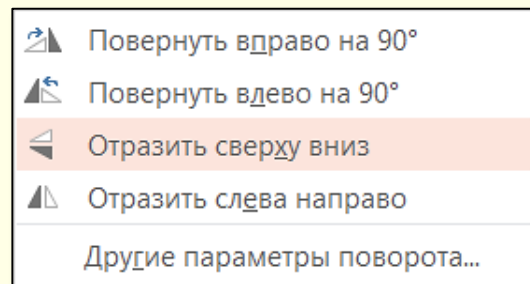 Повернуть вправо на 90°
Повернуть влево на 90°
Отразить сверху вниз
Отразить слева направо
Другие параметры поворота...